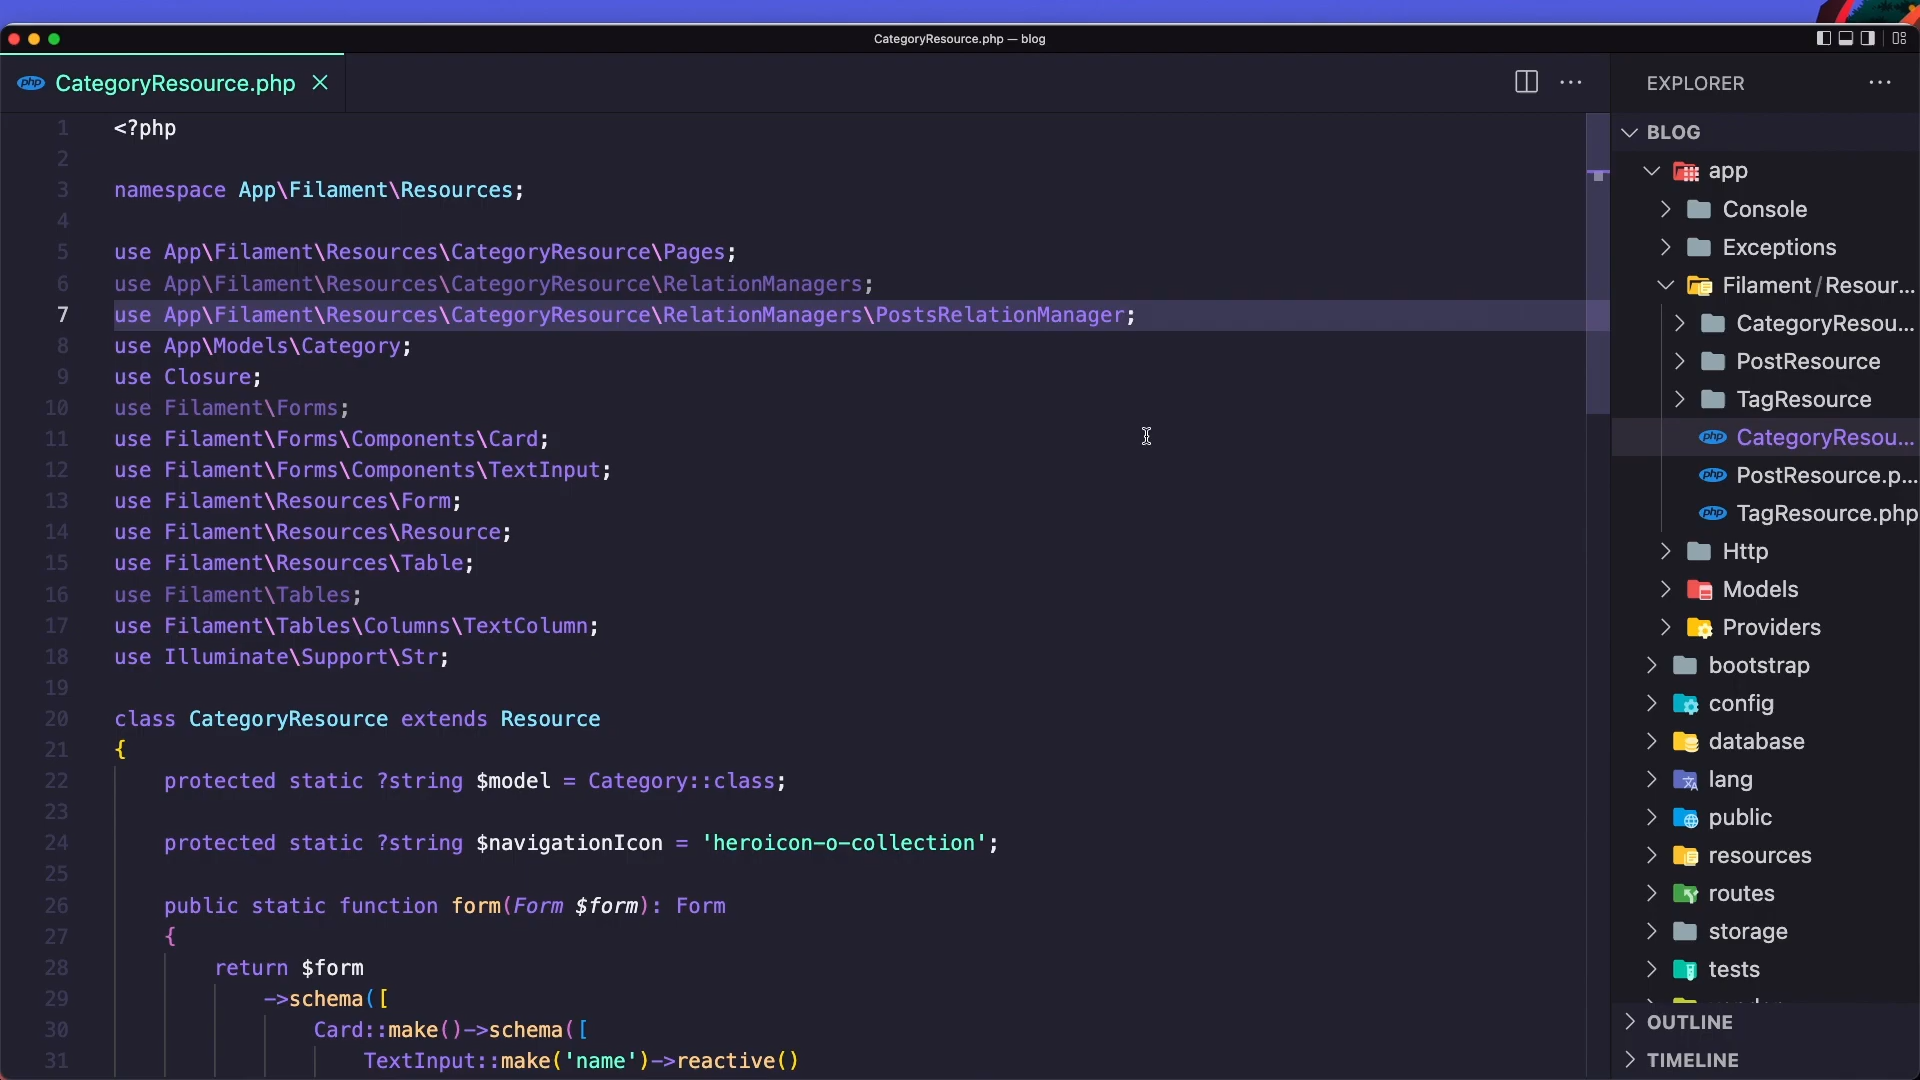 CategoryResource.php — blog
php CategoryResource.php
EXPLORER
1 <?php
2
3 namespace App\Filament\Resources;
4
5 use App\Filament\Resources\CategoryResource\Pages;
6 use App\Filament\Resources\CategoryResource\RelationManagers;
7 use App\Filament\Resources\CategoryResource\RelationManagers\PostsRelationManager;
8 use App\Models\Category;
9 use Closure;
10 use Filament\Forms;
11 use Filament\Forms\Components\Card;
12 use Filament\Forms\Components\TextInput;
13 use Filament\Resources\Form;
14 use Filament\Resources\Resource;
15 use Filament\Resources\Table;
16 use Filament\Tables;
17 use Filament\Tables\Columns\TextColumn;
18 use Illuminate\Support\Str;
19
20 class CategoryResource extends Resource
21 {
22 protected static ?string $model = Category::class;
23
24 protected static ?string $navigationIcon = 'heroicon-o-collection';
25
26 public static function form(Form $form): Form
27 {
28 return $form
29 ->schema([
30 Card::make()->schema([
31 TextInput::make('name')->reactive()
BLOG
app
Console
Exceptions
Filament/Resour...
CategoryResou...
PostResource
TagResource
php CategoryResou...
php PostResource.p...
php TagResource.php
Http
Models
Providers
bootstrap
config
database
lang
public
resources
routes
storage
tests
OUTLINE
TIMELINE